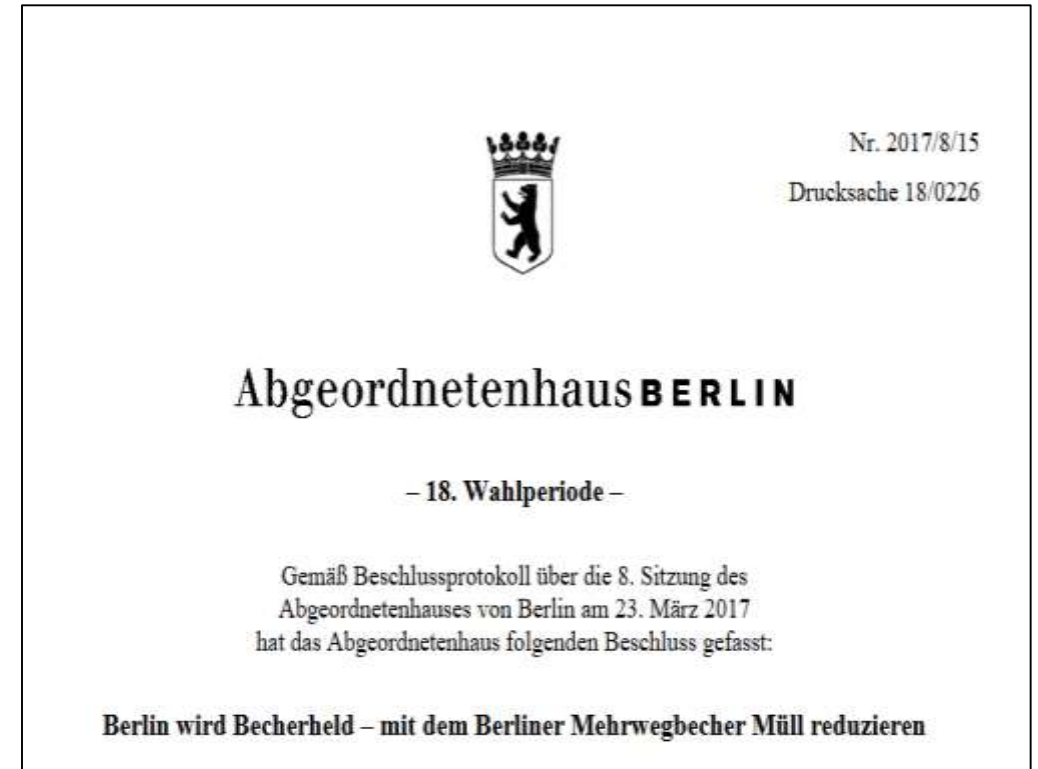 Nr. 2017/8/15
Drucksache 18/0226
Abgeordnetenhaus BERLIN
– 18. Wahlperiode –
Gemäß Beschlussprotokoll über die 8. Sitzung des
Abgeordnetenhauses von Berlin am 23. März 2017
hat das Abgeordnetenhaus folgenden Beschluss gefasst:
Berlin wird Becherheld – mit dem Berliner Mehrwegbecher Müll reduzieren